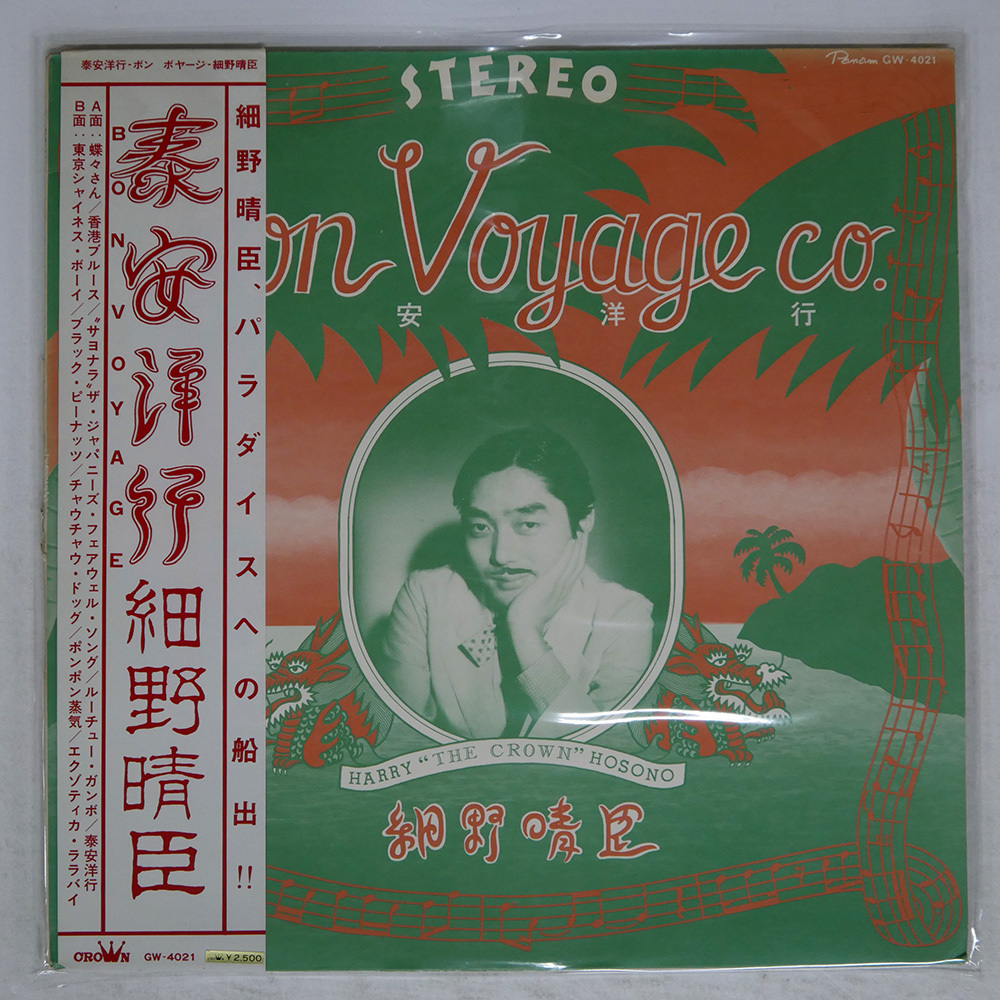 泰安洋行-ボン ボヤージ-細野晴臣
細野晴臣、パラダイスへの船出!!
泰安洋行
BON VOYAGE
細野晴臣
A面:蝶々さん/香港ブルース/“サヨナラ”ザ・ジャパニーズ・フェアウェル・ソング/ルーチュー・ガンボ/泰安洋行
B面:東京シャイネス・ボーイ/ブラック・ピーナッツ/チャウチャウ・ドッグ/ポンポン蒸気/エクゾティカ・ララバイ
CROWN GW-4021 ¥2,500
Panam GW-4021
STEREO
on Voyage co.
安洋行
HARRY "THE CROWN" HOSONO
細野晴臣